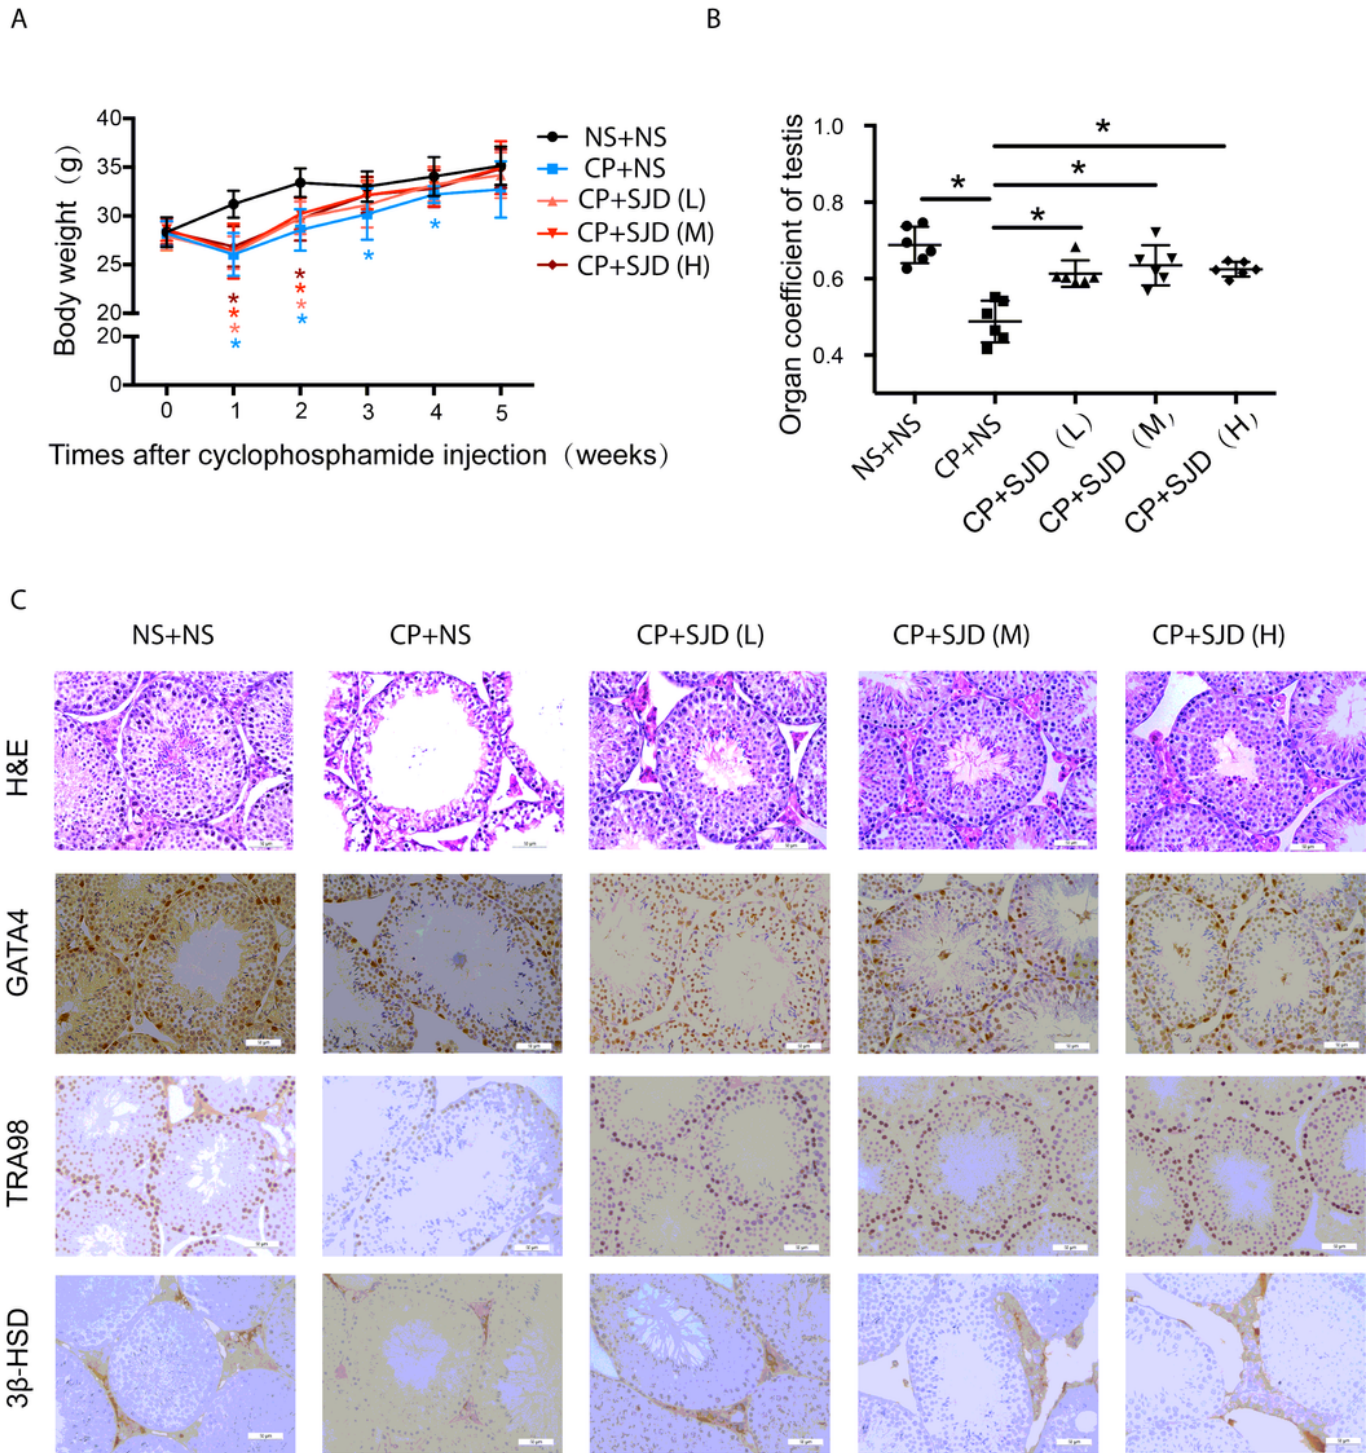 A
B
40
35
30
25
20
20
0
Body weight（g）
0 1 2 3 4 5
Times after cyclophosphamide injection（weeks）
NS+NS
CP+NS
CP+SJD (L)
CP+SJD (M)
CP+SJD (H)
* * * *
* * * *
*
*
1.0
0.8
0.6
0.4
Organ coefficient of testis
*
*
*
*
NS+NS
CP+NS
CP+SJD（L）
CP+SJD（M）
CP+SJD（H）
C
NS+NS CP+NS CP+SJD (L) CP+SJD (M) CP+SJD (H)
H&E
GATA4
TRA98
3β-HSD